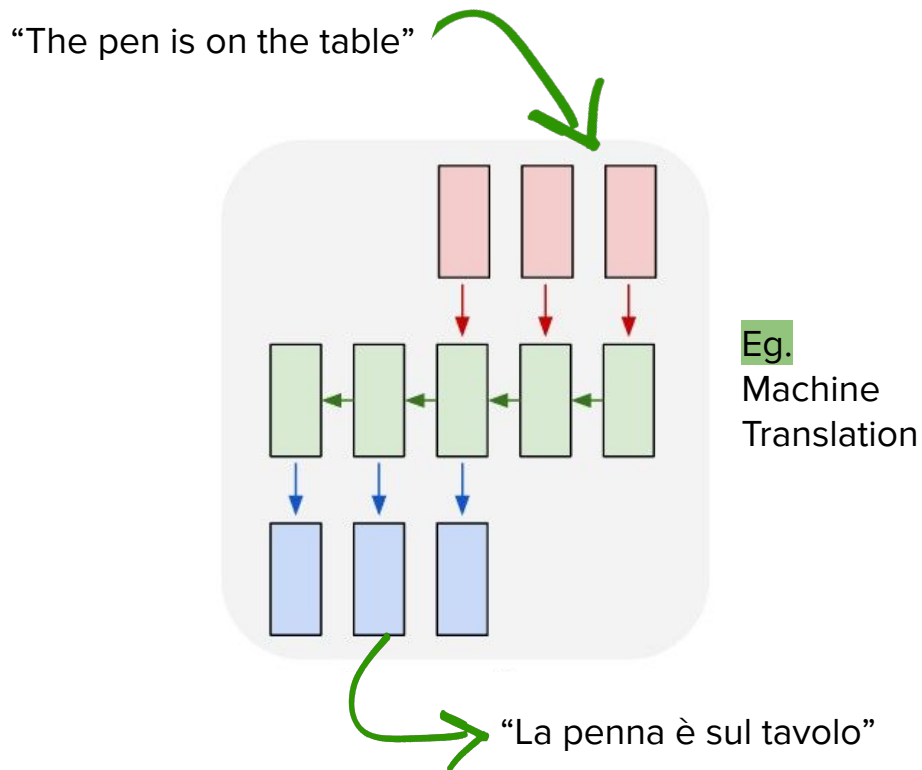 “The pen is on the table”
Eg.
Machine
Translation
“La penna è sul tavolo”